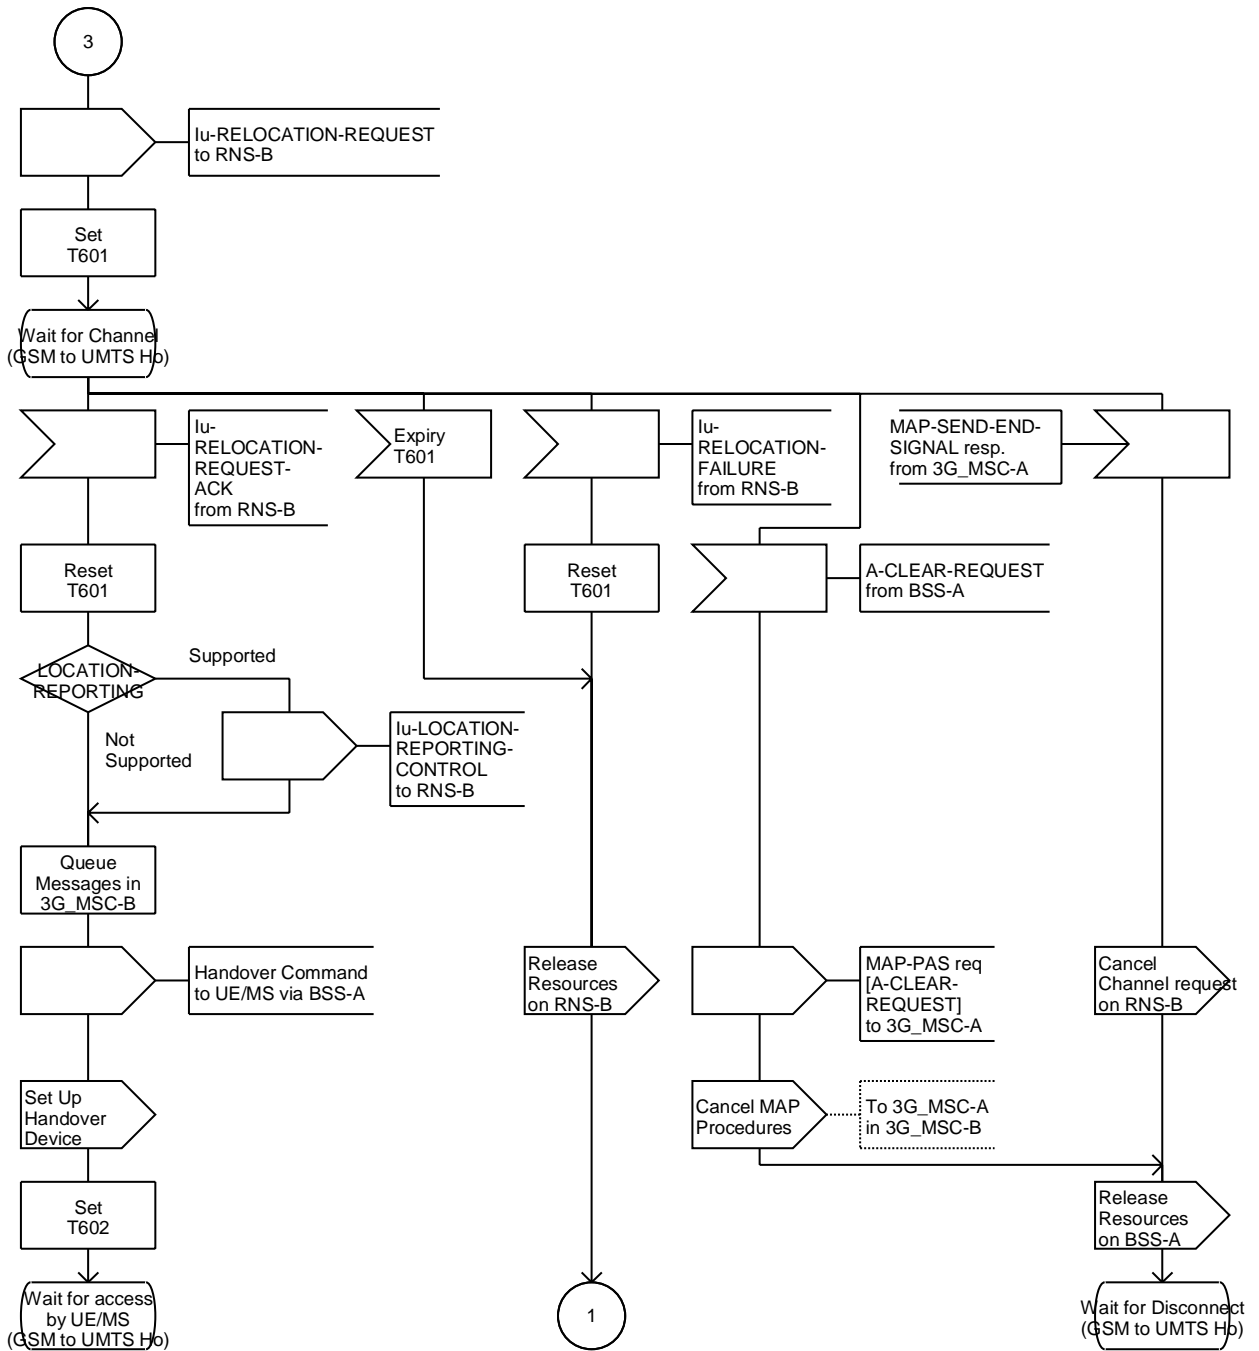 3
Iu-RELOCATION-REQUEST
to RNS-B
Set
T601
Wait for Channel
(GSM to UMTS Ho)
Iu-
RELOCATION-
REQUEST-
ACK
from RNS-B
Expiry
T601
Iu-
RELOCATION-
FAILURE
from RNS-B
MAP-SEND-END-
SIGNAL resp.
from 3G_MSC-A
Reset
T601
Reset
T601
A-CLEAR-REQUEST
from BSS-A
LOCATION-
REPORTING
Supported
Not
Supported
Iu-LOCATION-
REPORTING-
CONTROL
to RNS-B
Queue
Messages in
3G_MSC-B
Handover Command
to UE/MS via BSS-A
Release
Resources
on RNS-B
MAP-PAS req
[A-CLEAR-
REQUEST]
to 3G_MSC-A
Cancel
Channel request
on RNS-B
Set Up
Handover
Device
Cancel MAP
Procedures
To 3G_MSC-A
in 3G_MSC-B
Set
T602
Release
Resources
on BSS-A
Wait for access
by UE/MS
(GSM to UMTS Ho)
1
Wait for Disconnect
(GSM to UMTS Ho)